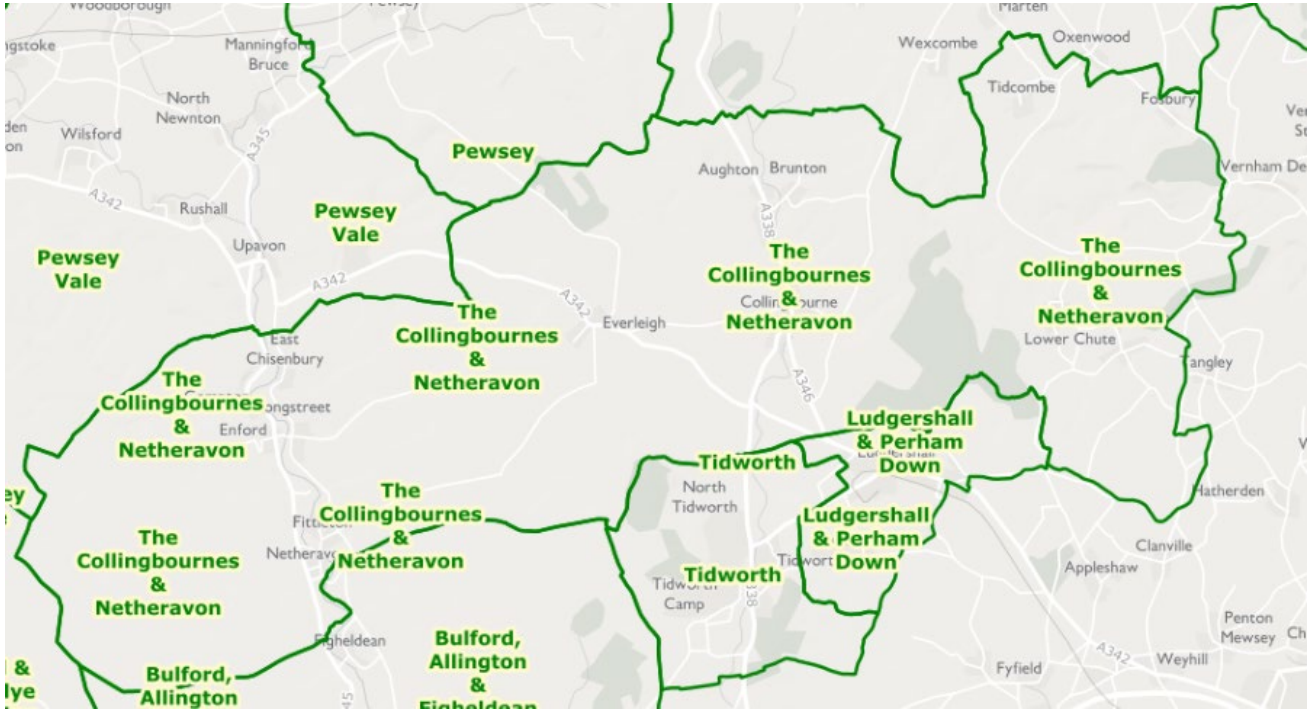 Woodborough
Pewsey
Marten
ngstoke
Manningford
Bruce
Wexcombe
Oxenwood
Tidcombe
Fosbury
North
Newnton
Wilsford
A345
Pewsey
Aughton
Brunton
Vernham De
A342
Rushall
Pewsey
Vale
A338
Upavon
Pewsey
Vale
A342
The
Collingbournes
&
Netheravon
The
Collingbournes
&
Netheravon
A342
The
Collingbournes
&
Netheravon
Everleigh
Lower Chute
East
Chisenbury
Tangley
A346
The
Collingbournes
&
Netheravon
Enford
Ludgershall
& Perham
Down
Tidworth
North
Tidworth
Hatherden
The
Collingbournes
&
Netheravon
Ludgershall
& Perham
Down
The
Collingbournes
&
Netheravon
Clanville
Appleshaw
Tidworth
Tidworth
Camp
Penton
Mewsey
Figheldean
Bulford,
Allington
&
Figheldean
A342
Weyhill
Fyfield
Bulford,
Allington